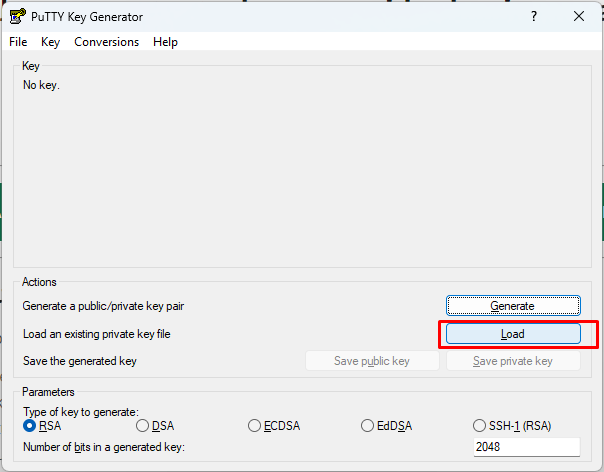 PuTTY Key Generator
File Key Conversions Help
Key
No key.
Actions
Generate a public/private key pair
Generate
Load an existing private key file
Load
Save the generated key
Save public key
Save private key
Parameters
Type of key to generate:
RSA
DSA
ECDSA
EdDSA
SSH-1 (RSA)
Number of bits in a generated key:
2048